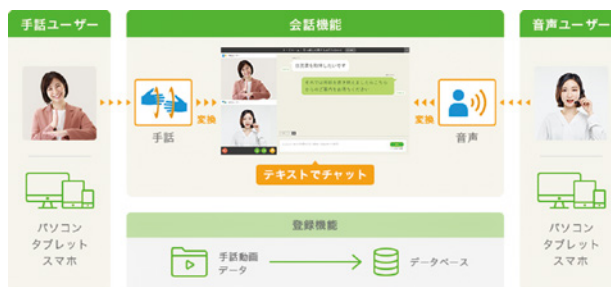 手話ユーザー
会話機能
音声ユーザー
手話
変換
変換
音声
テキストでチャット
パソコン
タブレット
スマホ
登録機能
手話動画
データ
データベース
パソコン
タブレット
スマホ